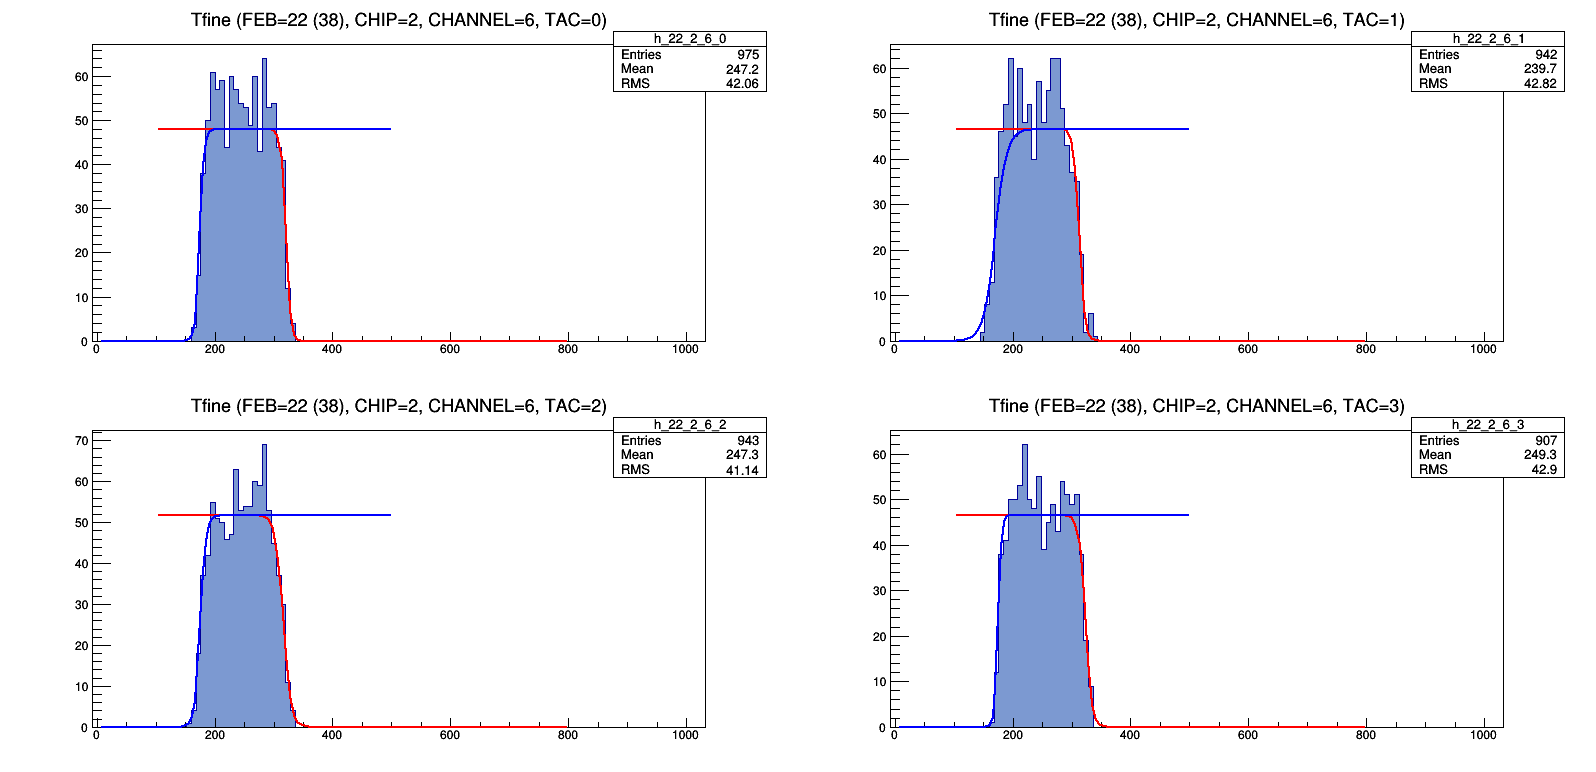 Tfine (FEB=22 (38), CHIP=2, CHANNEL=6, TAC=0)
h_22_2_6_0
Entries 975
Mean 247.2
RMS 42.06
60
50
40
30
20
10
0
0 200 400 600 800 1000
Tfine (FEB=22 (38), CHIP=2, CHANNEL=6, TAC=1)
h_22_2_6_1
Entries 942
Mean 239.7
RMS 42.82
60
50
40
30
20
10
0
0 200 400 600 800 1000
Tfine (FEB=22 (38), CHIP=2, CHANNEL=6, TAC=2)
h_22_2_6_2
Entries 943
Mean 247.3
RMS 41.14
70
60
50
40
30
20
10
0
0 200 400 600 800 1000
Tfine (FEB=22 (38), CHIP=2, CHANNEL=6, TAC=3)
h_22_2_6_3
Entries 907
Mean 249.3
RMS 42.9
60
50
40
30
20
10
0
0 200 400 600 800 1000